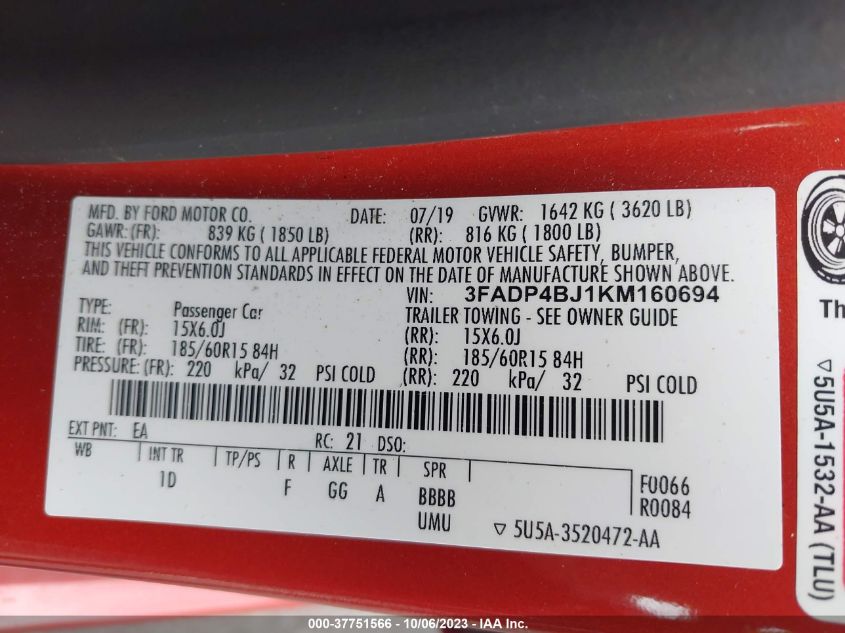 MFD. BY FORD MOTOR CO. DATE: 07/19 GVWR: 1642 KG ( 3620 LB)
GAWR: (FR): 839 KG ( 1850 LB) (RR): 816 KG ( 1800 LB)
THIS VEHICLE CONFORMS TO ALL APPLICABLE FEDERAL MOTOR VEHICLE SAFETY, BUMPER,
AND THEFT PREVENTION STANDARDS IN EFFECT ON THE DATE OF MANUFACTURE SHOWN ABOVE.
VIN: 3FADP4BJ1KM160694
TYPE: Passenger Car TRAILER TOWING - SEE OWNER GUIDE
RIM: (FR): 15X6.0J (RR): 15X6.0J
TIRE: (FR): 185/60R15 84H (RR): 185/60R15 84H
PRESSURE: (FR): 220 kPa/ 32 PSI COLD (RR): 220 kPa/ 32 PSI COLD
EXT PNT: EA RC: 21 DSO:
WB INT TR TP/PS R AXLE TR SPR
1D F GG A BBBB F0066
UMU R0084
▽ 5U5A-3520472-AA
Th
▽ 5U5A-1532-AA (TLU)
000-37751566 - 10/06/2023 - IAAI.COM.